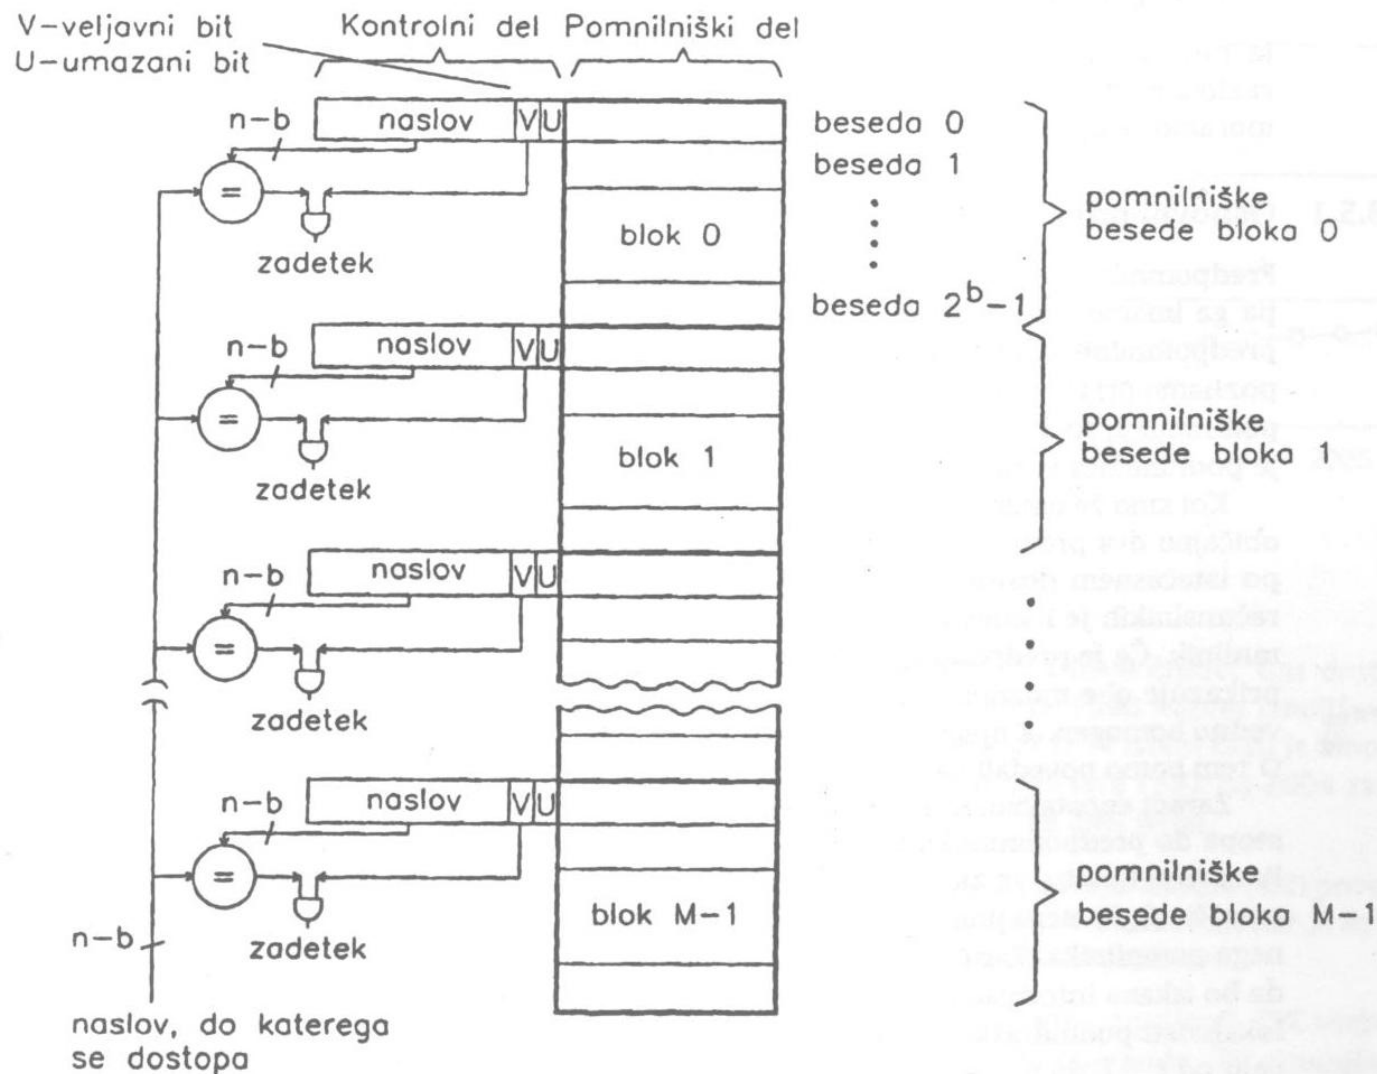 V–veljavni bit
U–umazani bit
Kontrolni del
Pomnilniški del
n–b
naslov
V
U
=
zadetek
blok 0
beseda 0
beseda 1
beseda 2^b–1
pomnilniške
besede bloka 0
n–b
naslov
V
U
=
zadetek
blok 1
pomnilniške
besede bloka 1
n–b
naslov
V
U
=
zadetek
n–b
naslov
V
U
=
zadetek
blok M–1
pomnilniške
besede bloka M–1
n–b
naslov, do katerega
se dostopa